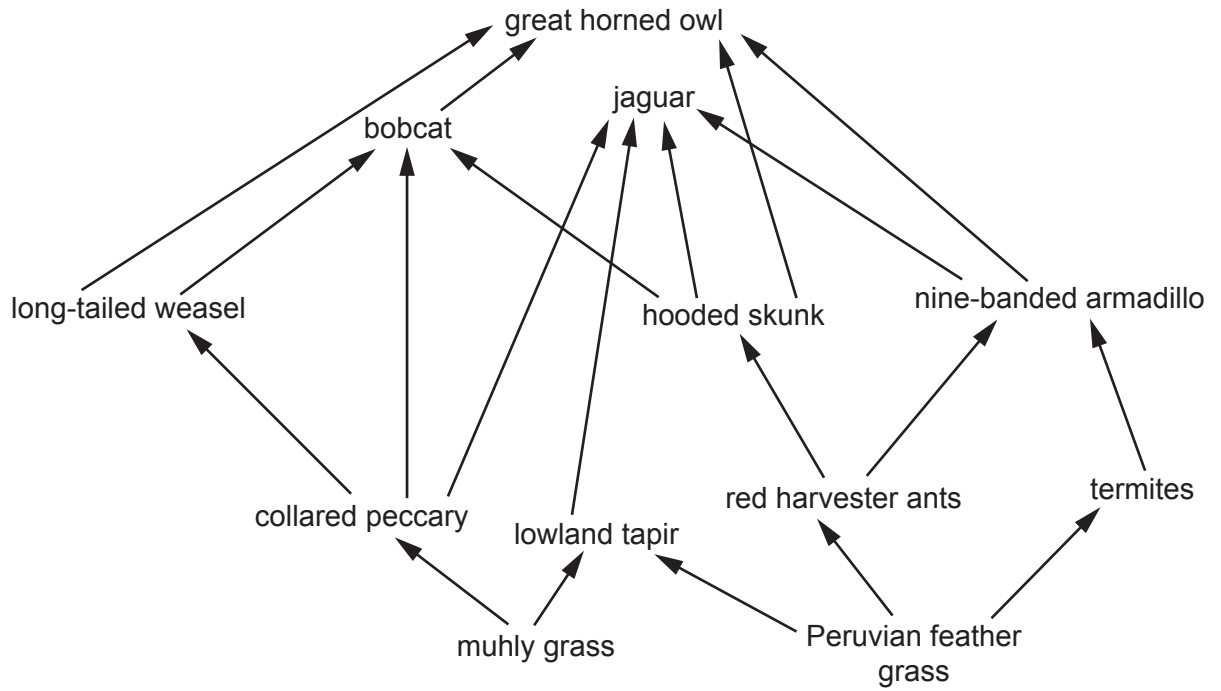 great horned owl
jaguar
bobcat
long-tailed weasel
hooded skunk
nine-banded armadillo
collared peccary
lowland tapir
red harvester ants
termites
muhly grass
Peruvian feather
grass